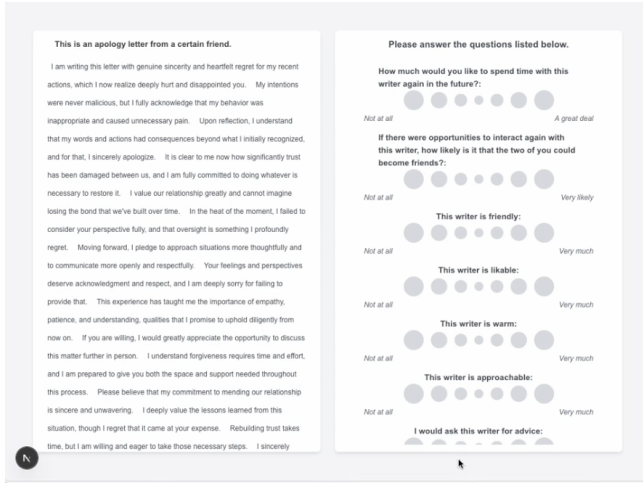 This is an apology letter from a certain friend.
I am writing this letter with genuine sincerity and heartfelt regret for my recent
actions, which I now realize deeply hurt and disappointed you. My intentions
were never malicious, but I fully acknowledge that my behavior was
inappropriate and caused unnecessary pain. Upon reflection, I understand
that my words and actions had consequences beyond what I initially recognized,
and for that, I sincerely apologize. It is clear to me now how significantly trust
has been damaged between us, and I am fully committed to doing whatever is
necessary to restore it. I value our relationship greatly and cannot imagine
losing the bond that we've built over time. In the heat of the moment, I failed to
consider your perspective fully, and that oversight is something I profoundly
regret. Moving forward, I pledge to approach situations more thoughtfully and
to communicate more openly and respectfully. Your feelings and perspectives
deserve acknowledgment and respect, and I am deeply sorry for failing to
provide that. This experience has taught me the importance of empathy,
patience, and understanding, qualities that I promise to uphold diligently from
now on. If you are willing, I would greatly appreciate the opportunity to discuss
this matter further in person. I understand forgiveness requires time and effort,
and I am prepared to give you both the space and support needed throughout
this process. Please believe that my commitment to mending our relationship
is sincere and unwavering. I deeply value the lessons learned from this
situation, though I regret that it came at your expense. Rebuilding trust takes
time, but I am willing and eager to take those necessary steps. I sincerely
N
Please answer the questions listed below.
How much would you like to spend time with this
writer again in the future?:
Not at all A great deal
If there were opportunities to interact again with
this writer, how likely is it that the two of you could
become friends?:
Not at all Very likely
This writer is friendly:
Not at all Very much
This writer is likable:
Not at all Very much
This writer is warm:
Not at all Very much
This writer is approachable:
Not at all Very much
I would ask this writer for advice: